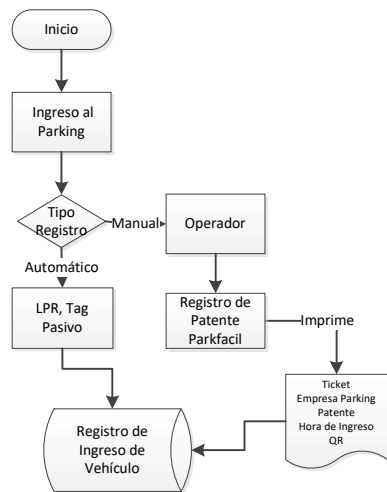 Inicio
Ingreso al
Parking
Tipo
Registro
Manual
Operador
Automático
LPR, Tag
Pasivo
Registro de
Patente
Parkfacil
Imprime
Ticket
Empresa Parking
Patente
Hora de Ingreso
QR
Registro de
Ingreso de
Vehículo